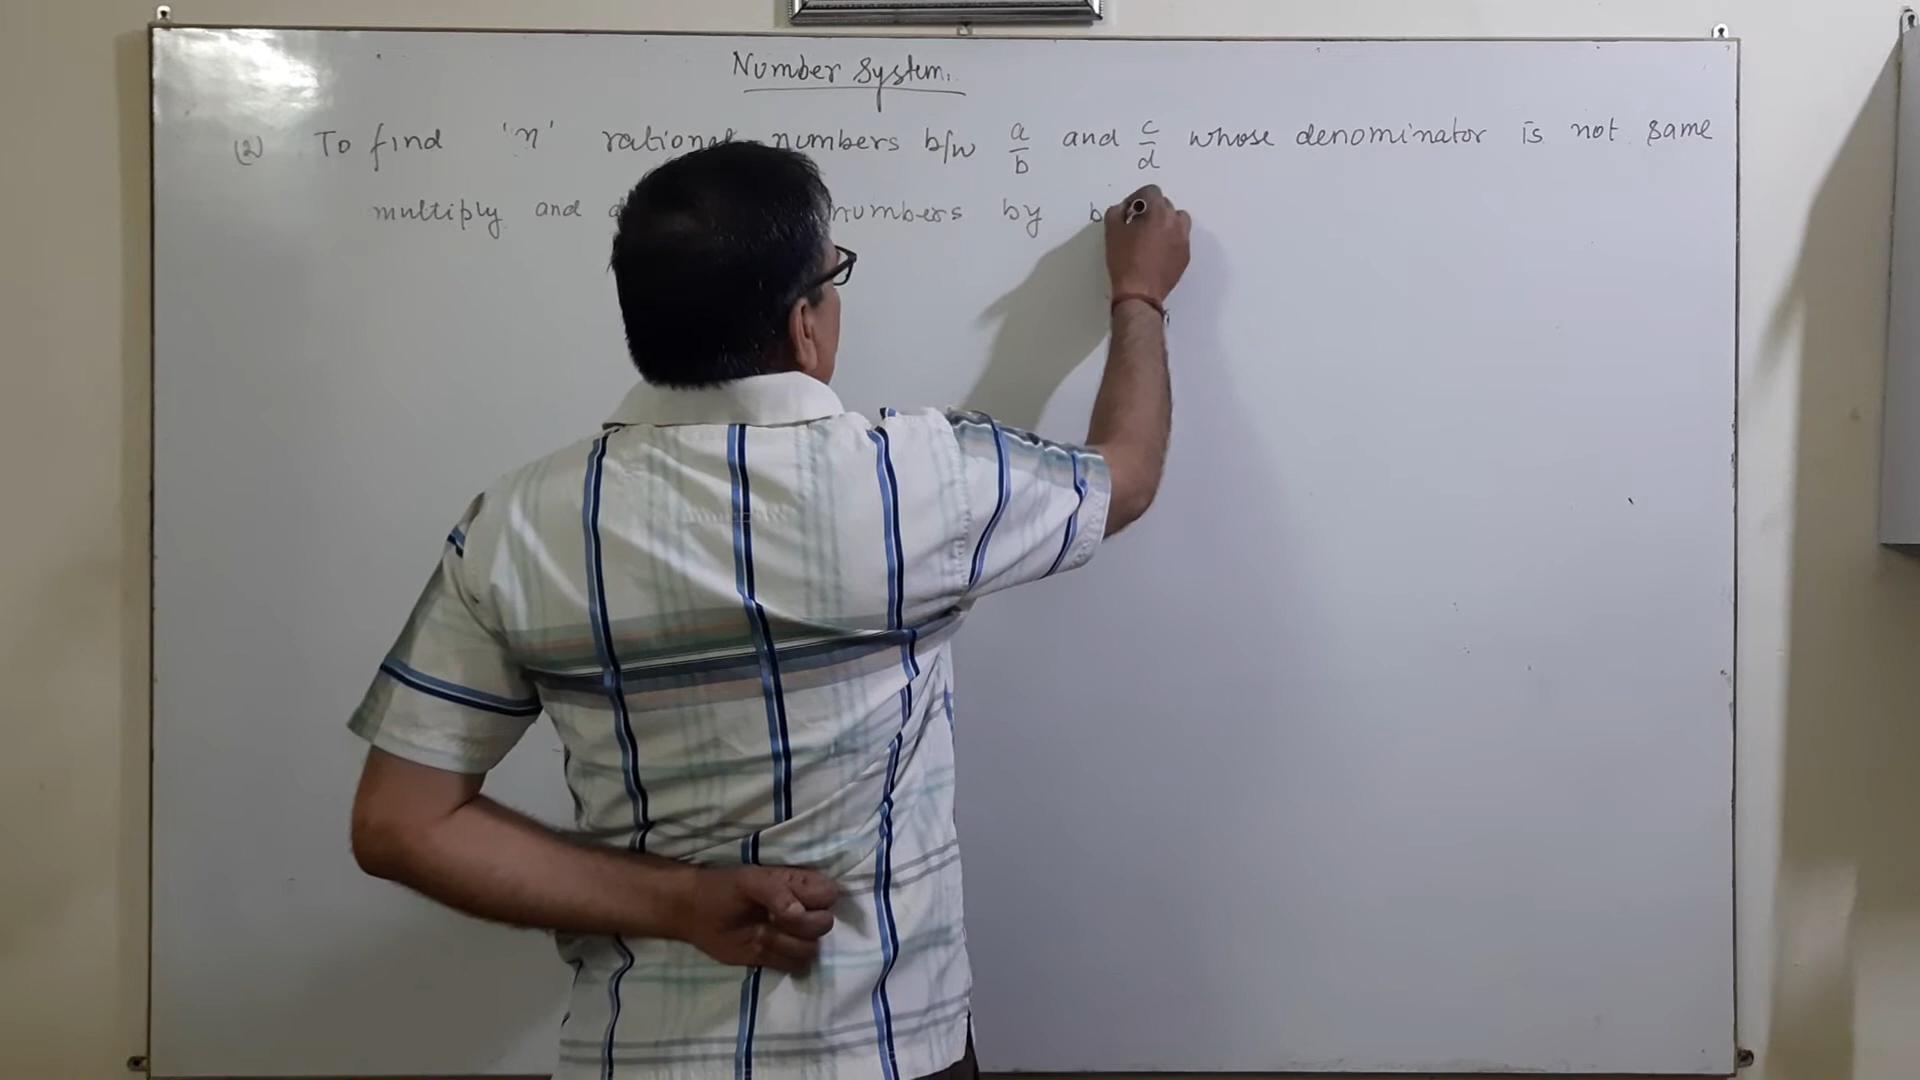 Number System.
(2) To find 'n' rational numbers b/w a/b and c/d whose denominator is not same
multiply and numbers by b